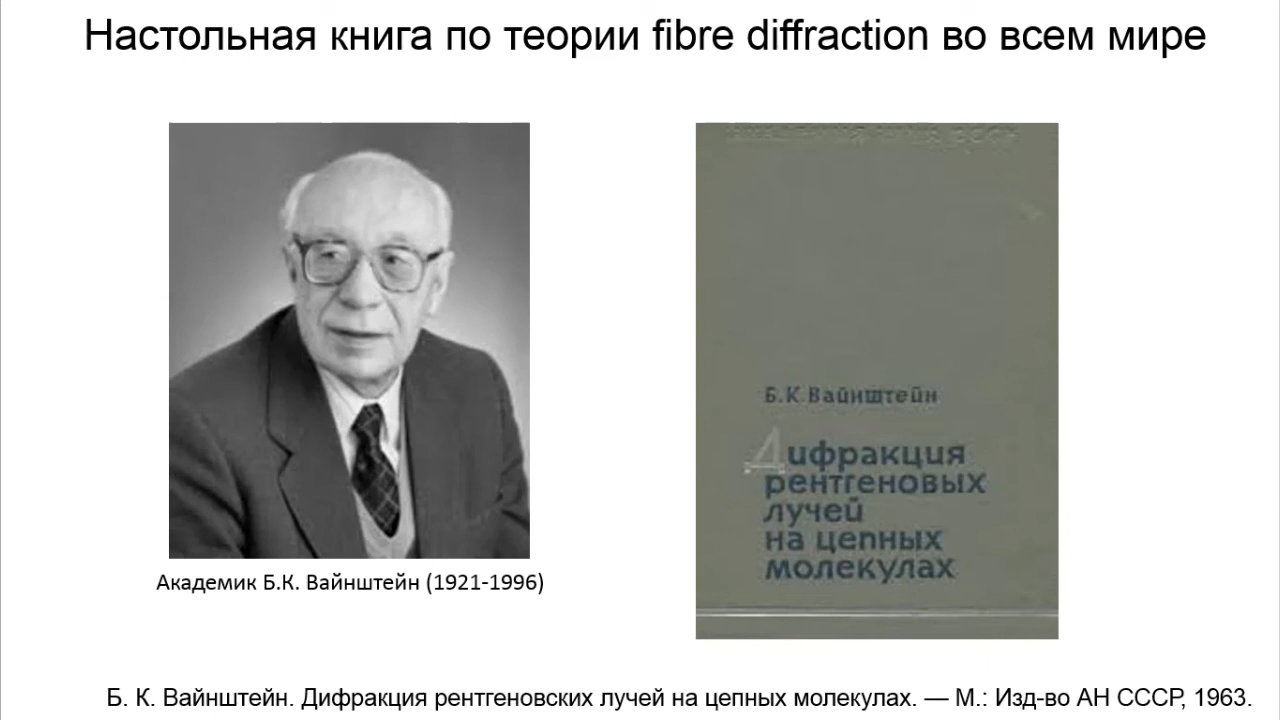 Настольная книга по теории fibre diffraction во всем мире
Академик Б.К. Вайнштейн (1921-1996)
Б. К. Вайнштейн
Дифракция
рентгеновых
лучей
на цепных
молекулах
Б. К. Вайнштейн. Дифракция рентгеновских лучей на цепных молекулах. — М.: Изд-во АН СССР, 1963.